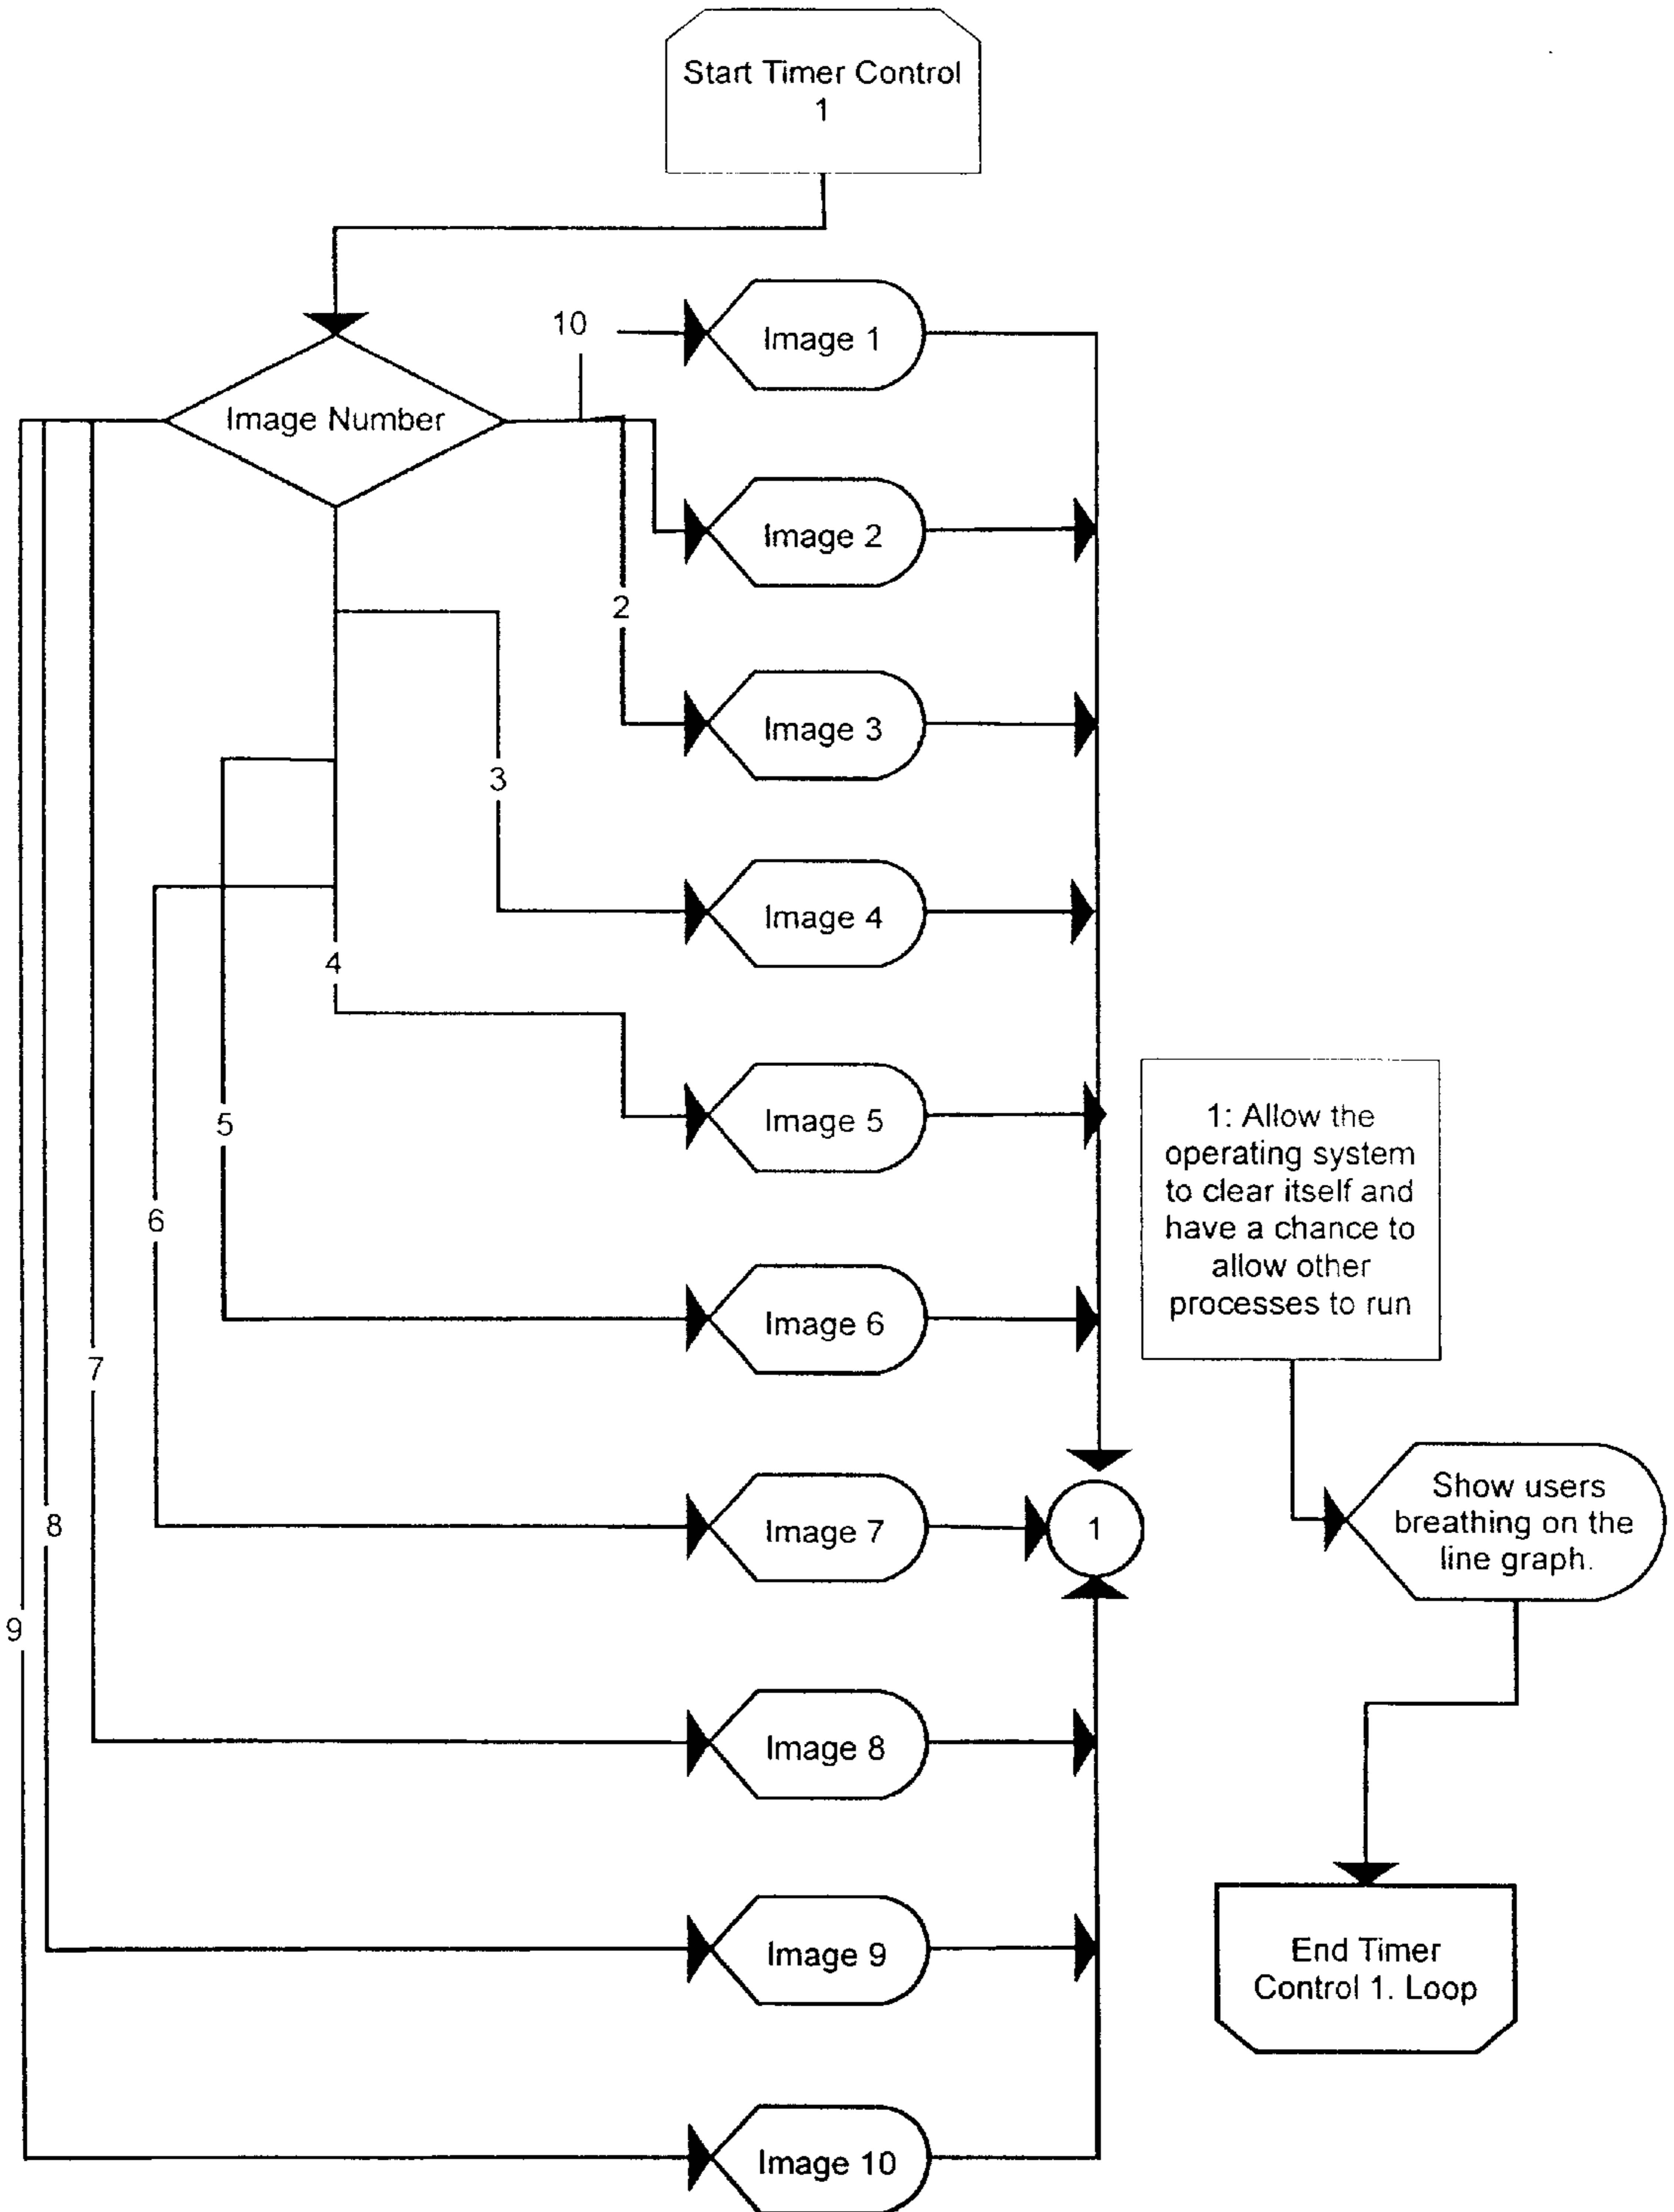 Start Timer Control
1
10
Image 1
Image Number
Image 2
2
Image 3
3
Image 4
4
Image 5
1: Allow the
operating system
to clear itself and
have a chance to
allow other
processes to run
5
6
Image 6
7
Show users
breathing on the
line graph.
8
Image 7
1
9
Image 8
Image 9
End Timer
Control 1. Loop
Image 10